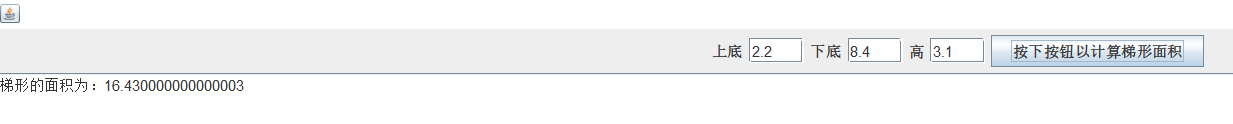 上底 2.2 下底 8.4 高 3.1 按下按钮以计算梯形面积
梯形的面积为：16.430000000000003